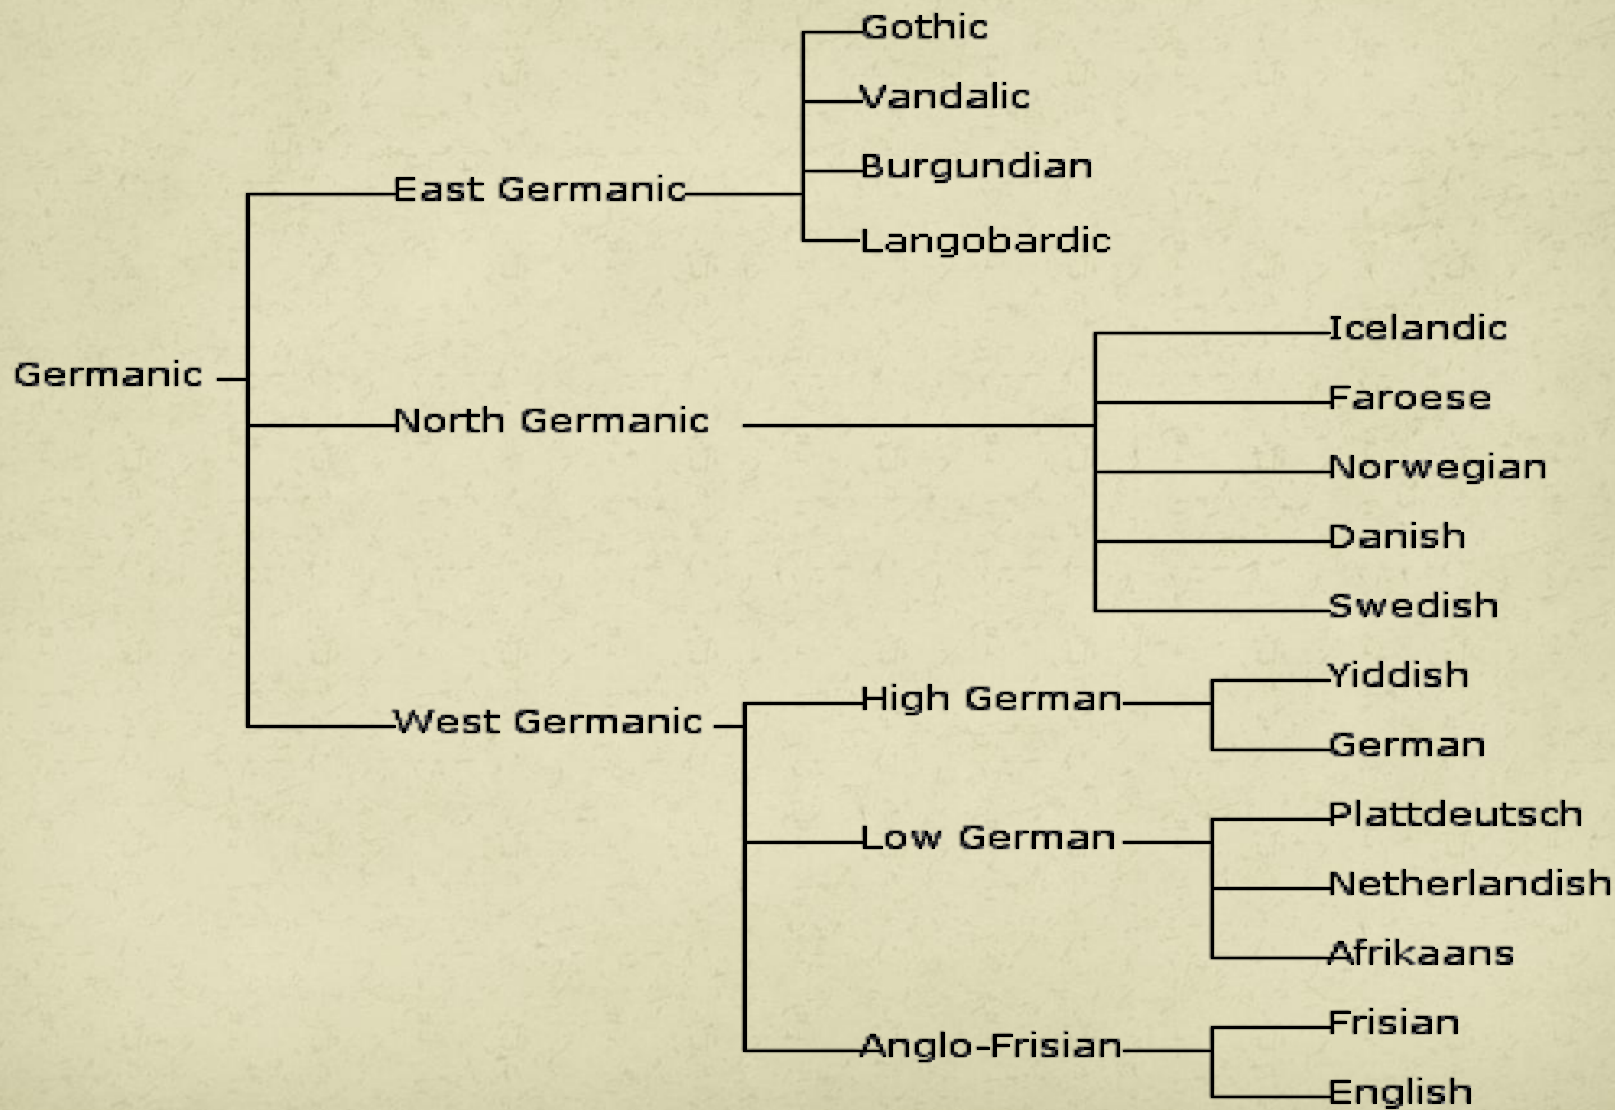 Gothic
Vandalic
Burgundian
East Germanic
Langobardic
Icelandic
Germanic
Faroese
North Germanic
Norwegian
Danish
Swedish
Yiddish
High German
West Germanic
German
Plattdeutsch
Low German
Netherlandish
Afrikaans
Frisian
Anglo-Frisian
English